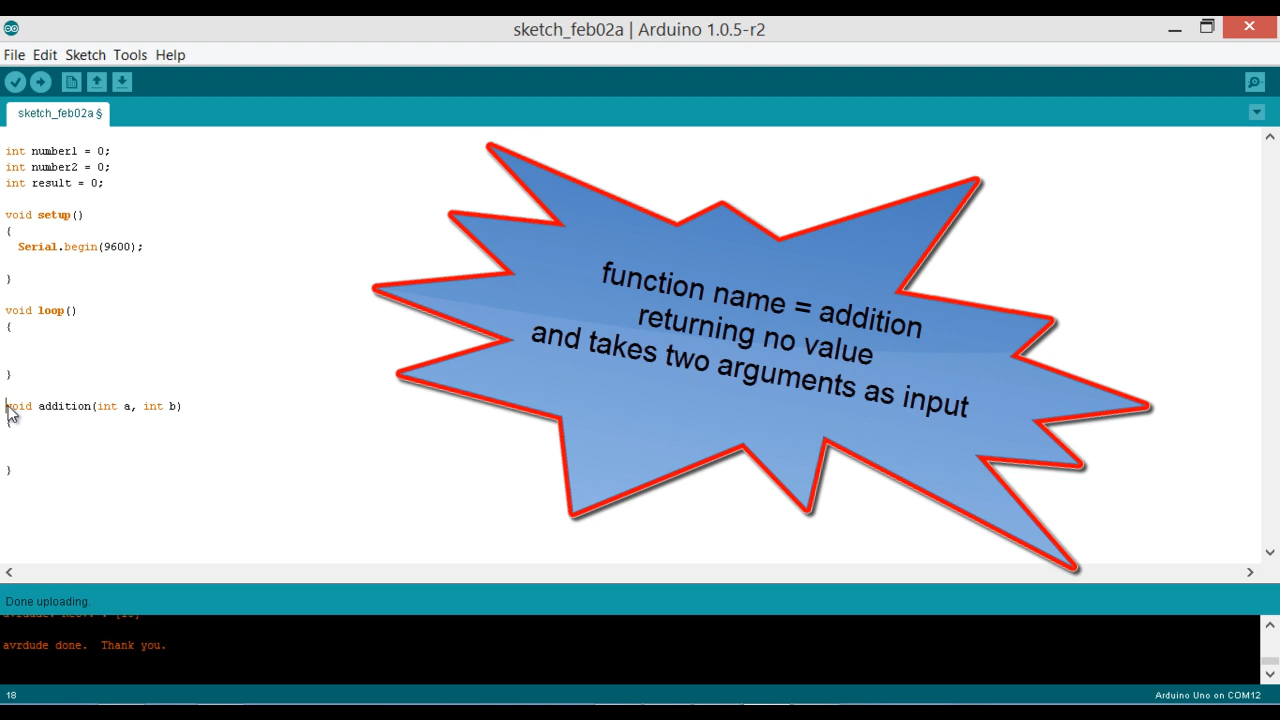 sketch_feb02a | Arduino 1.0.5-r2
File Edit Sketch Tools Help
sketch_feb02a §
int number1 = 0;
int number2 = 0;
int result = 0;
void setup()
{
Serial.begin(9600);
}
void loop()
{
}
void addition(int a, int b)
{
}
function name = addition
returning no value
and takes two arguments as input
Done uploading.
avrdude done.  Thank you.
18
Arduino Uno on COM12